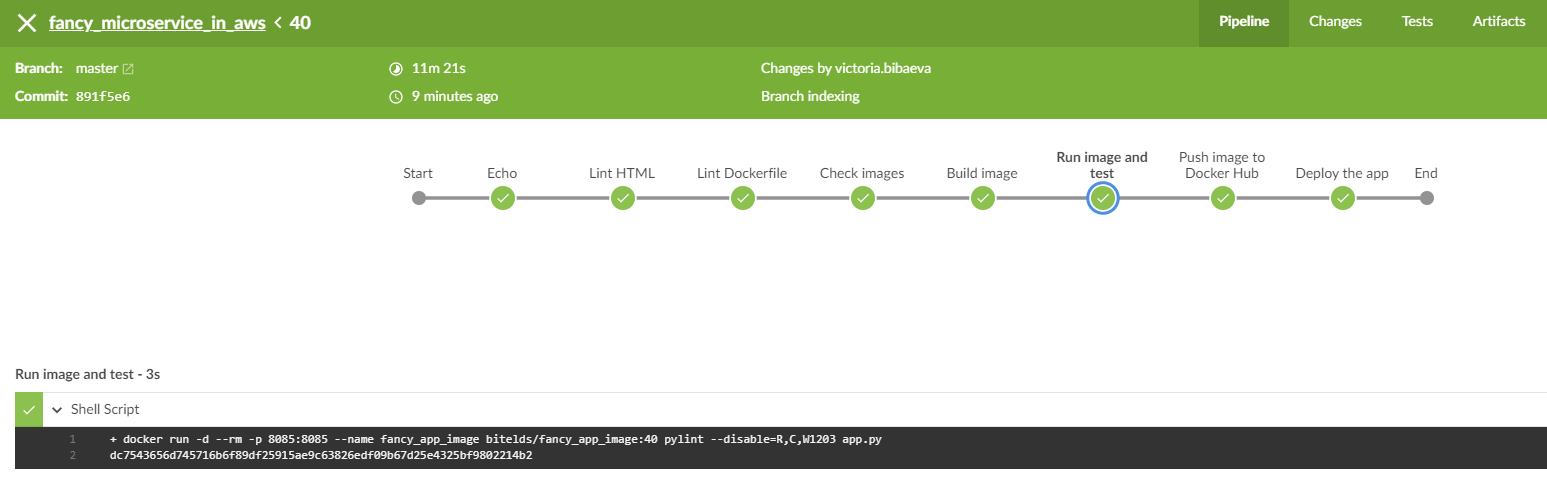 fancy_microservice_in_aws < 40
Pipeline Changes Tests Artifacts
Branch: master 11m 21s Changes by victoria.bibaeva
Commit: 891f5e6 9 minutes ago Branch indexing
Start Echo Lint HTML Lint Dockerfile Check images Build image Run image and test Push image to Docker Hub Deploy the app End
Run image and test - 3s
Shell Script
1 + docker run -d --rm -p 8085:8085 --name fancy_app_image bitelds/fancy_app_image:40 pylint --disable=R,C,W1203 app.py
2 dc7543656d745716b6f89df25915ae9c63826edf09b67d25e4325bf9802214b2